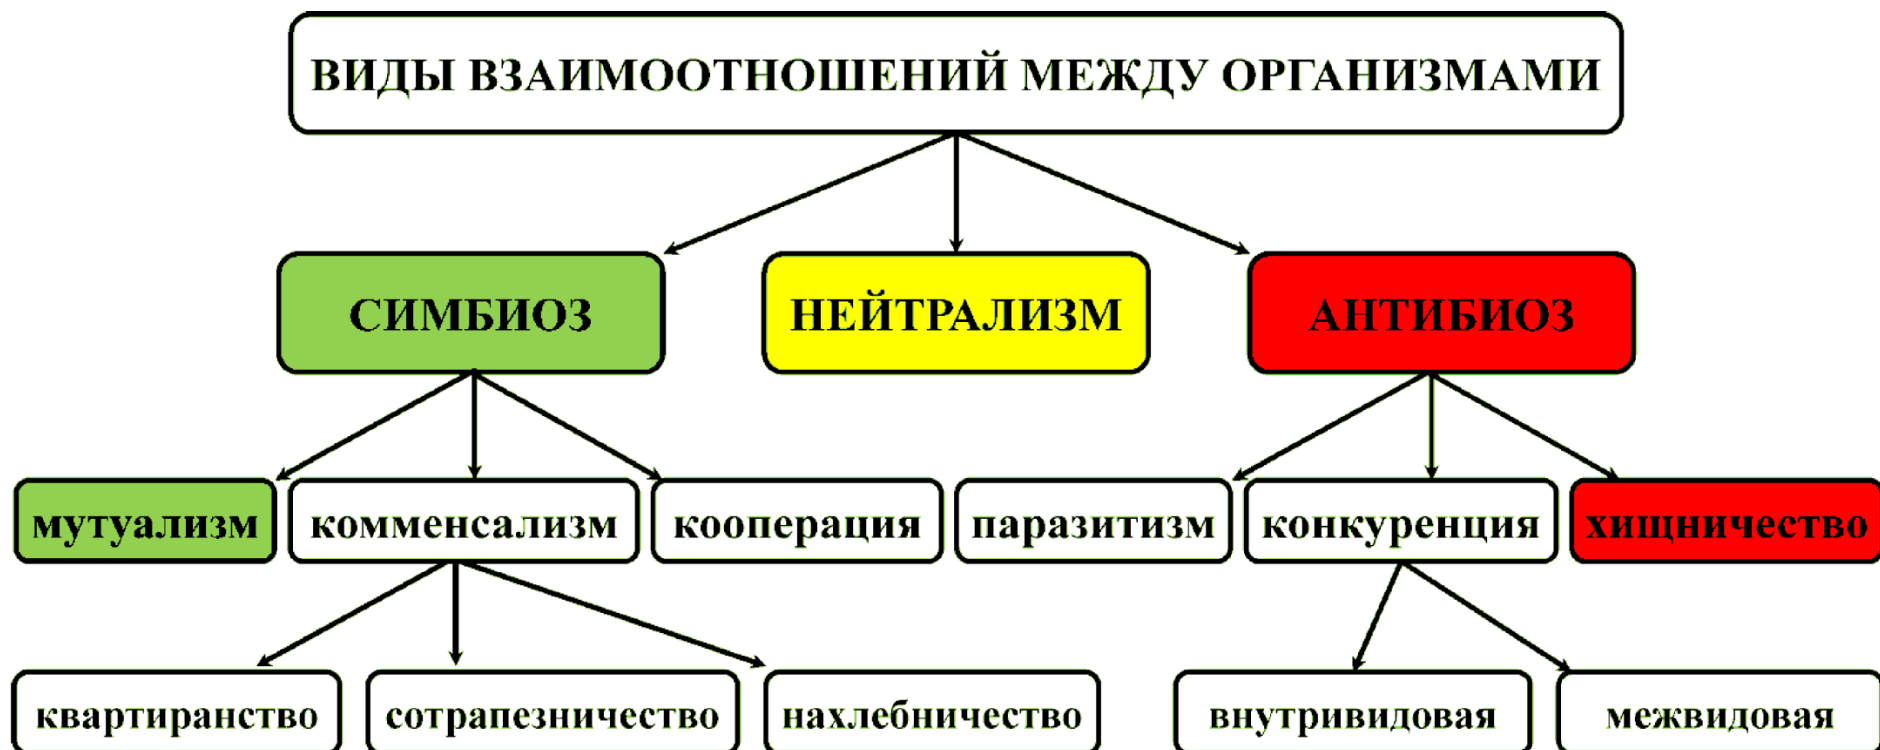 ВИДЫ ВЗАИМООТНОШЕНИЙ МЕЖДУ ОРГАНИЗМАМИ
СИМБИОЗ
НЕЙТРАЛИЗМ
АНТИБИОЗ
мутуализм
комменсализм
кооперация
паразитизм
конкуренция
хищничество
квартиранство
сотрапезничество
нахлебничество
внутривидовая
межвидовая